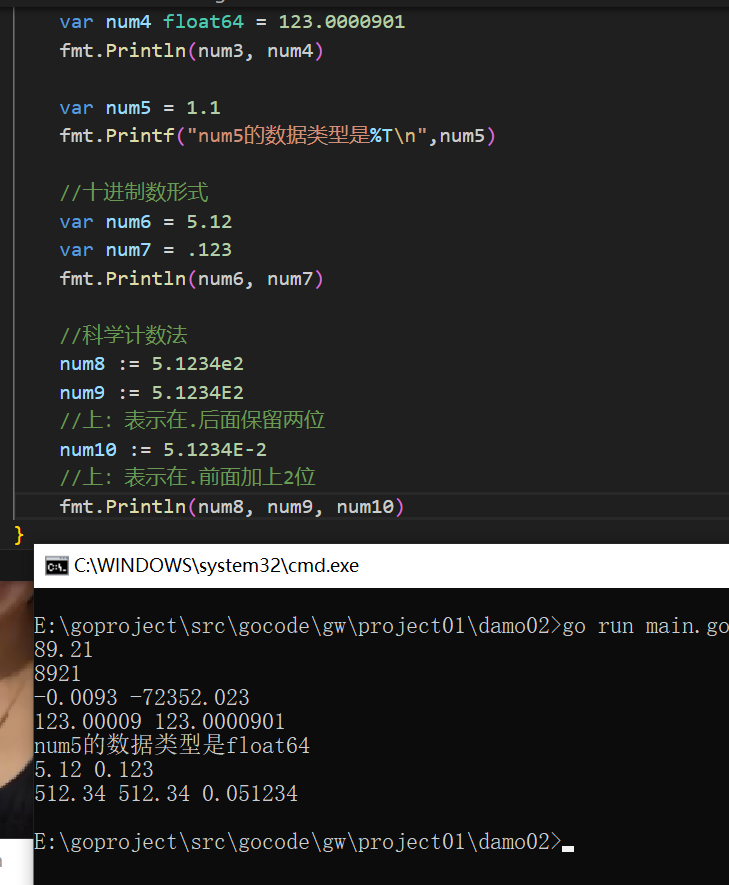 var num4 float64 = 123.0000901
fmt.Println(num3, num4)
var num5 = 1.1
fmt.Printf("num5的数据类型是%T\n",num5)
//十进制数形式
var num6 = 5.12
var num7 = .123
fmt.Println(num6, num7)
//科学计数法
num8 := 5.1234e2
num9 := 5.1234E2
//上: 表示在.后面保留两位
num10 := 5.1234E-2
//上: 表示在.前面加上2位
fmt.Println(num8, num9, num10)
}
C:\WINDOWS\system32\cmd.exe
E:\goproject\src\gocode\gw\project01\damo02>go run main.go
89.21
8921
-0.0093 -72352.023
123.00009 123.0000901
num5的数据类型是float64
5.12 0.123
512.34 512.34 0.051234
E:\goproject\src\gocode\gw\project01\damo02>